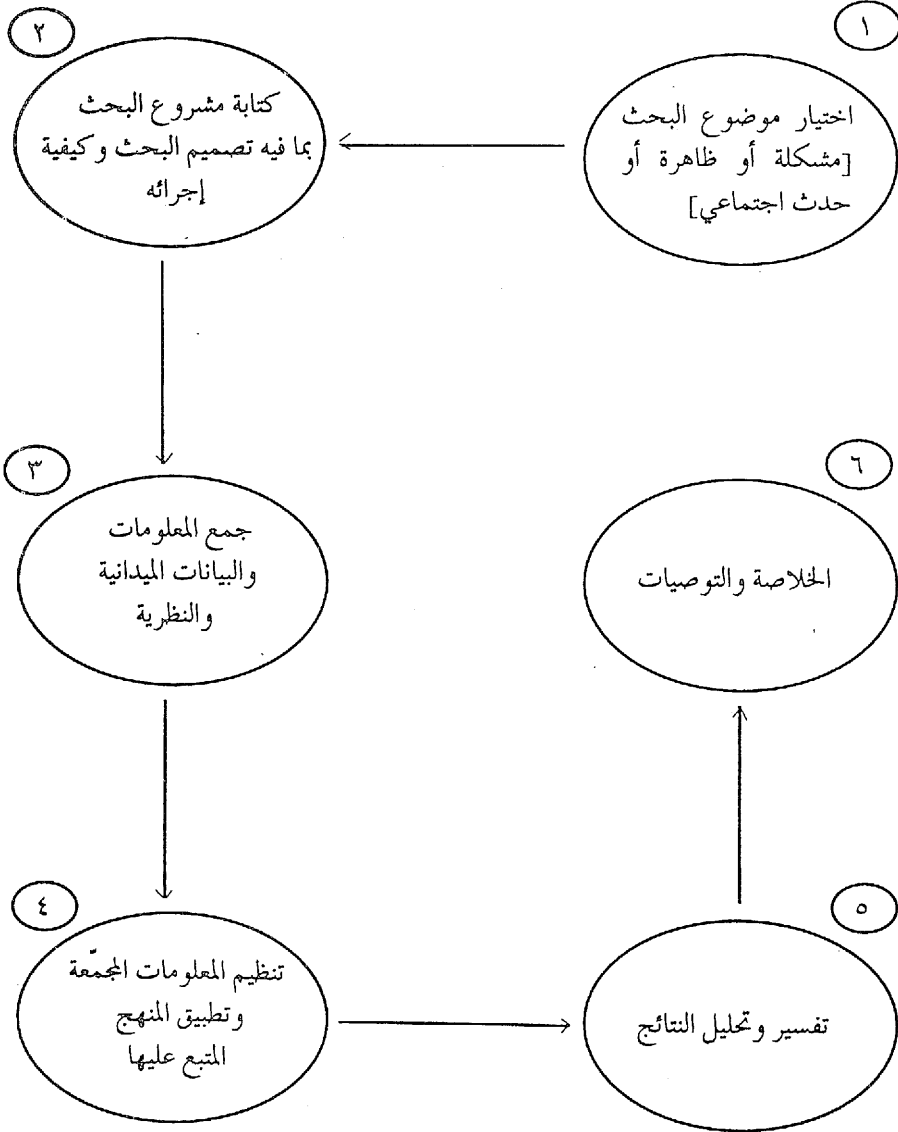 ١
اختيار موضوع البحث
[مشكلة أو ظاهرة أو
حدث اجتماعي]
٢
كتابة مشروع البحث
بما فيه تصميم البحث وكيفية
إجرائه
٣
جمع المعلومات
والبيانات الميدانية
والنظرية
٤
تنظيم المعلومات المجمّعة
وتطبيق المنهج
المتبع عليها
٥
تفسير وتحليل النتائج
٦
الخلاصة والتوصيات